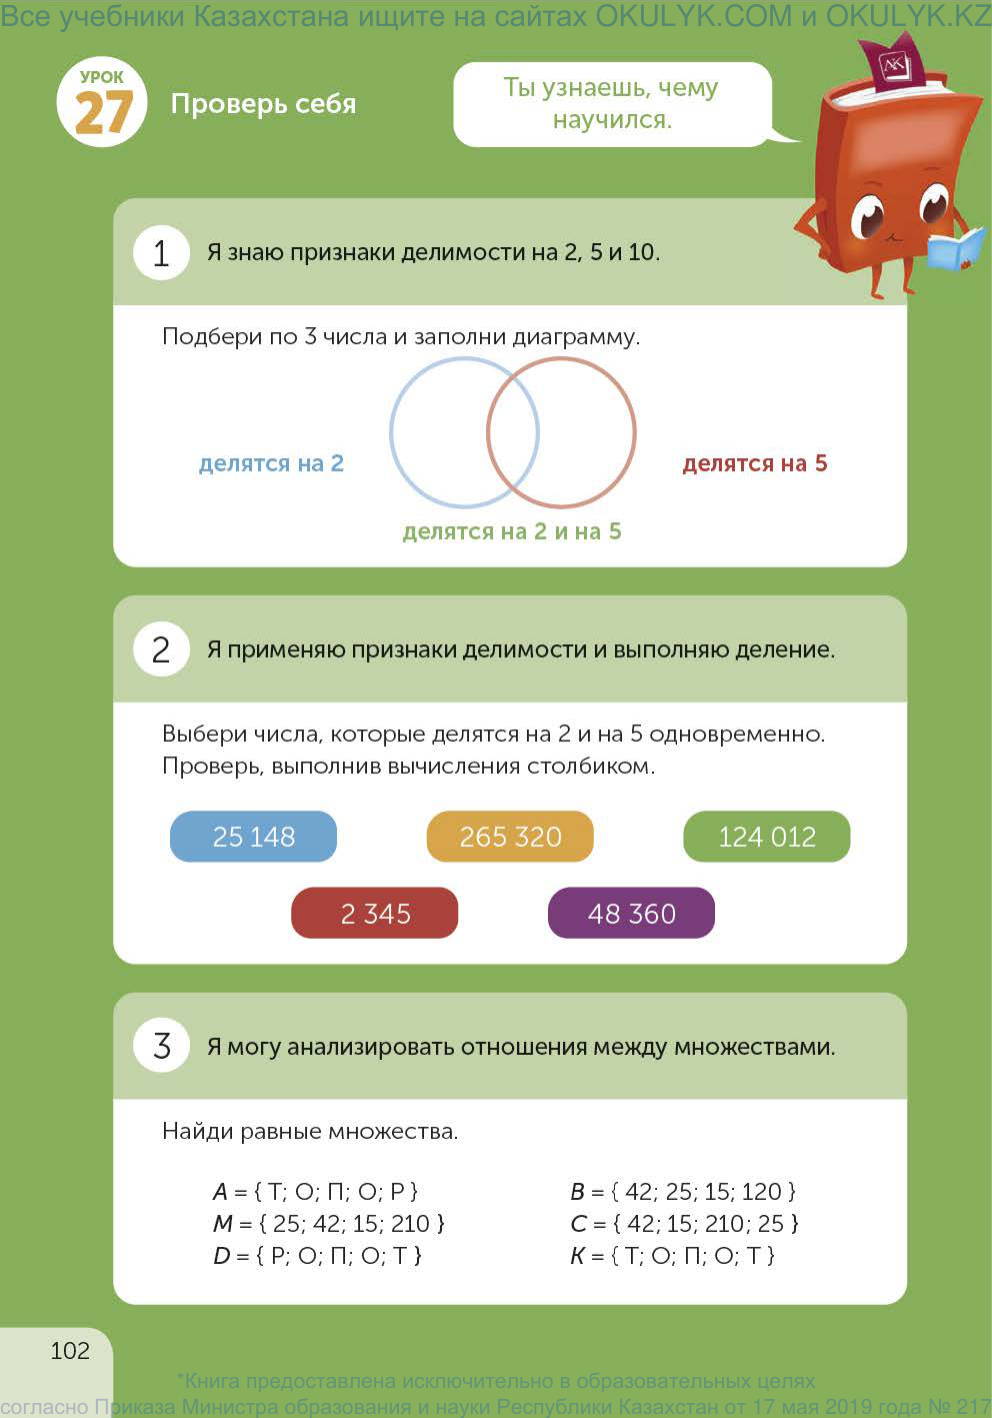 Все учебники Казахстана ищите на сайтах OKULYK.COM и OKULYK.KZ
УРОК
27
Проверь себя
Ты узнаешь, чему
научился.
АК
1
Я знаю признаки делимости на 2, 5 и 10.
Подбери по 3 числа и заполни диаграмму.
делятся на 2
делятся на 5
делятся на 2 и на 5
2
Я применяю признаки делимости и выполняю деление.
Выбери числа, которые делятся на 2 и на 5 одновременно.
Проверь, выполнив вычисления столбиком.
25 148 265 320 124 012
2 345 48 360
3
Я могу анализировать отношения между множествами.
Найди равные множества.
A = { Т; О; П; О; Р } B = { 42; 25; 15; 120 }
M = { 25; 42; 15; 210 } C = { 42; 15; 210; 25 }
D = { Р; О; П; О; Т } K = { Т; О; П; О; Т }
102
*Книга предоставлена исключительно в образовательных целях
согласно Приказа Министра образования и науки Республики Казахстан от 17 мая 2019 года № 217